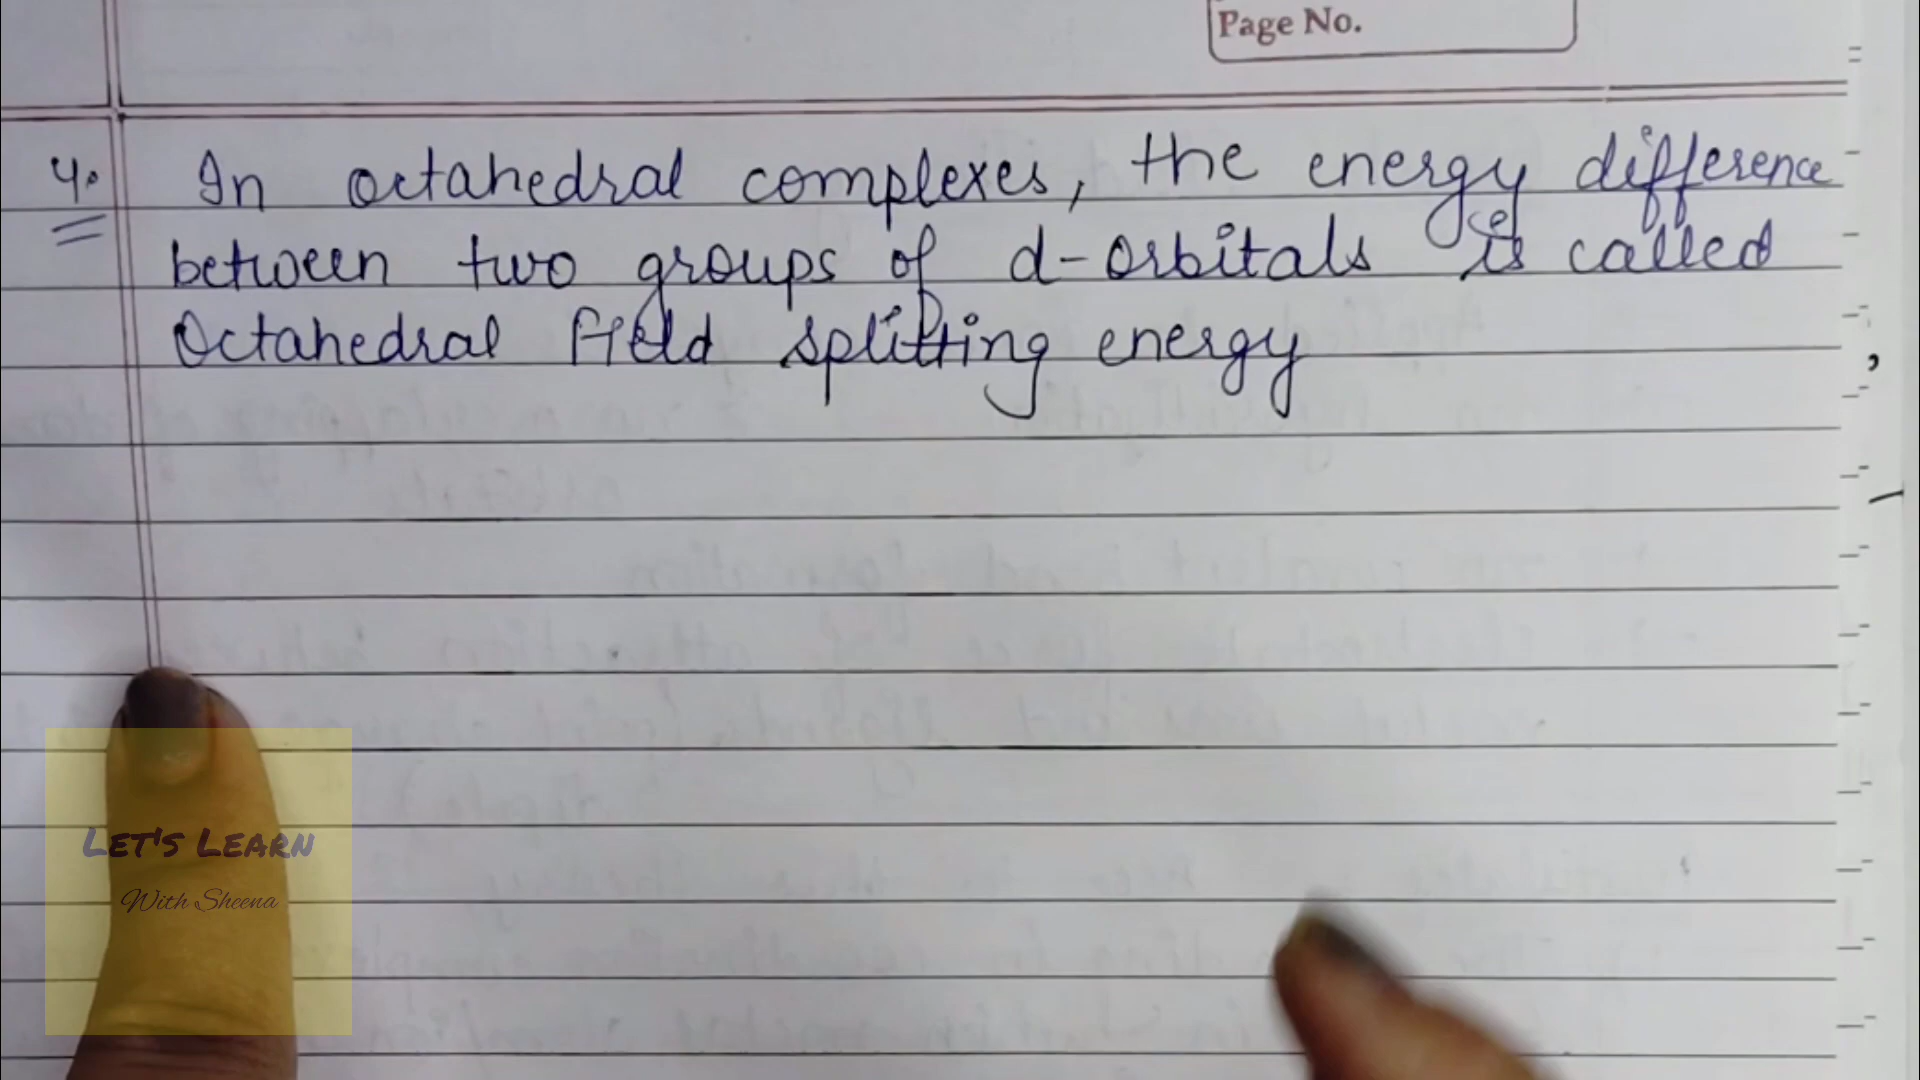 Page No.
4. In octahedral complexes, the energy difference
between two groups of d-orbitals is called
Octahedral Field splitting energy
LET'S LEARN
With Sheena